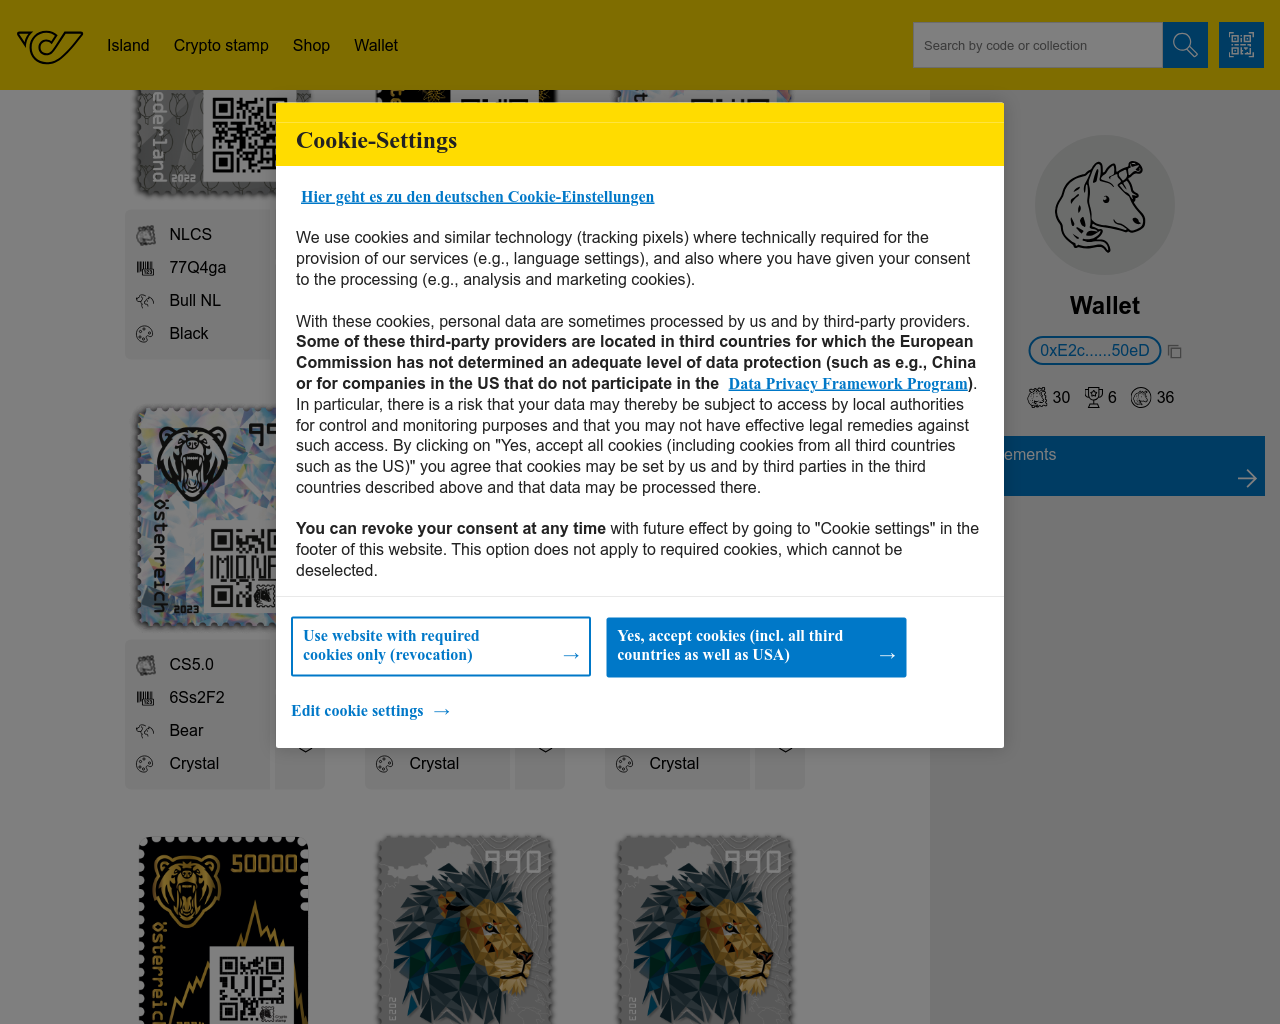 Island
Crypto stamp
Shop
Wallet
Search by code or collection
ederland
2022
NLCS
77Q4ga
Bull NL
Black
Cookie-Settings
Hier geht es zu den deutschen Cookie-Einstellungen
We use cookies and similar technology (tracking pixels) where technically required for the
provision of our services (e.g., language settings), and also where you have given your consent
to the processing (e.g., analysis and marketing cookies).
With these cookies, personal data are sometimes processed by us and by third-party providers.
Some of these third-party providers are located in third countries for which the European
Commission has not determined an adequate level of data protection (such as e.g., China
or for companies in the US that do not participate in the Data Privacy Framework Program).
In particular, there is a risk that your data may thereby be subject to access by local authorities
for control and monitoring purposes and that you may not have effective legal remedies against
such access. By clicking on "Yes, accept all cookies (including cookies from all third countries
such as the US)" you agree that cookies may be set by us and by third parties in the third
countries described above and that data may be processed there.
You can revoke your consent at any time with future effect by going to "Cookie settings" in the
footer of this website. This option does not apply to required cookies, which cannot be
deselected.
Use website with required
cookies only (revocation) →
Yes, accept cookies (incl. all third
countries as well as USA) →
Edit cookie settings →
Wallet
0xE2c......50eD
30
6
36
ements
österreich
2023
CS5.0
6Ss2F2
Bear
Crystal
Crystal
Crystal
50000
österreich
VIP
990
2023
990
2023